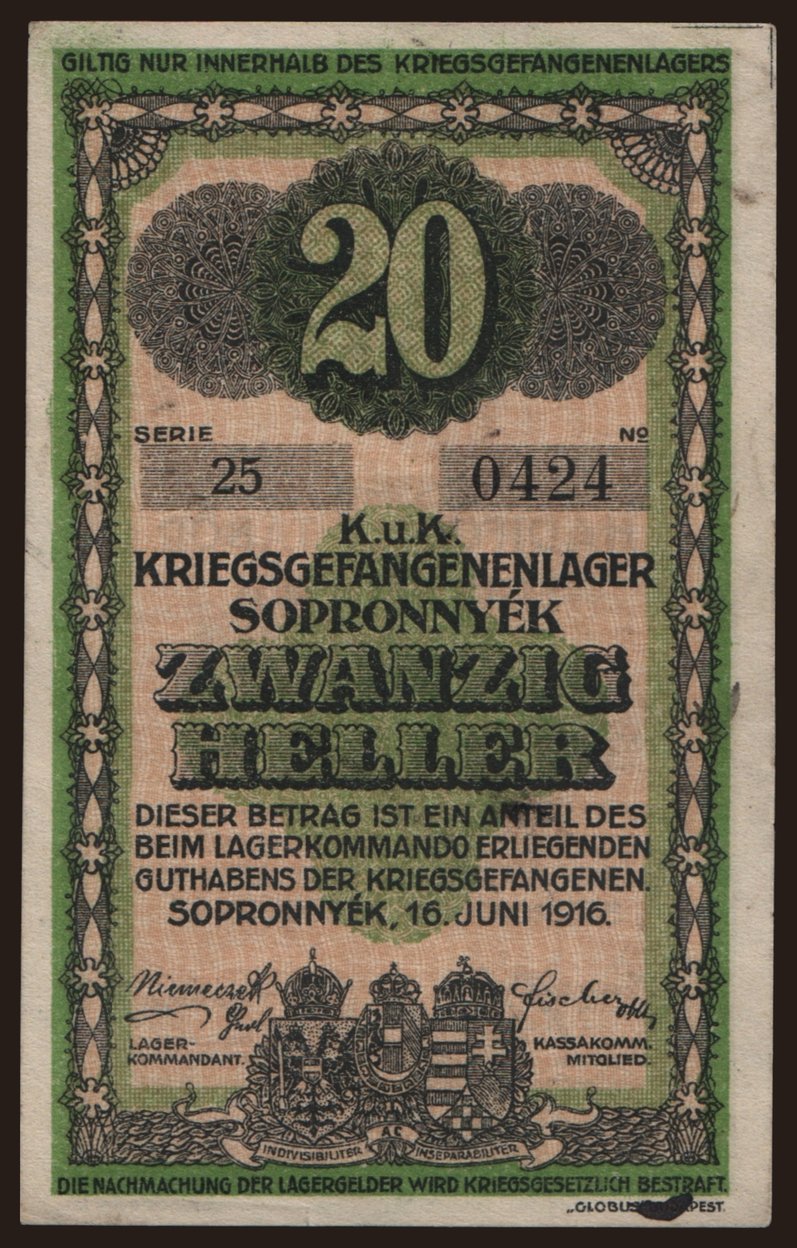 GILTIG NUR INNERHALB DES KRIEGSGEFANGENENLAGERS
20
SERIE No
25 0424
K.u.K.
KRIEGSGEFANGENENLAGER
SOPRONNYÉK
ZWANZIG
HELLER
DIESER BETRAG IST EIN ANTEIL DES
BEIM LAGERKOMMANDO ERLIEGENDEN
GUTHABENS DER KRIEGSGEFANGENEN.
SOPRONNYÉK, 16. JUNI 1916.
Niemeczek Fischer
LAGER-
KOMMANDANT.
KASSAKOMM.
MITGLIED.
INDIVISIBILITER AC INSEPARABILITER
DIE NACHMACHUNG DER LAGERGELDER WIRD KRIEGSGESETZLICH BESTRAFT.
„GLOBUS